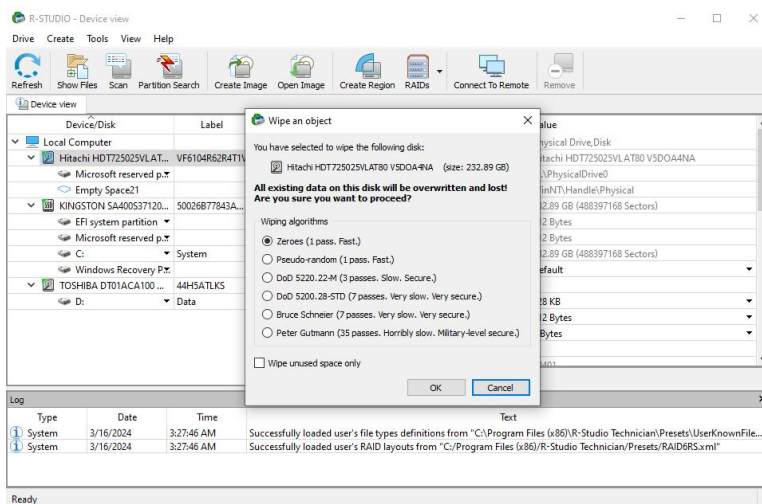 R-STUDIO - Device view
Drive Create Tools View Help
Refresh Show Files Scan Partition Search Create Image Open Image Create Region RAIDs Connect To Remote Remove
Device view
Device/Disk Label
Local Computer
Hitachi HDT725025VLAT... VF6104R62R4T1V
Microsoft reserved p...
Empty Space21
KINGSTON SA400S37120... 50026B77843A...
EFI system partition
Microsoft reserved p...
C: System
Windows Recovery P...
TOSHIBA DT01ACA100 ... 44H5ATLKS
D: Data
Wipe an object
You have selected to wipe the following disk:
Hitachi HDT725025VLAT80 V5DOA4NA (size: 232.89 GB)
All existing data on this disk will be overwritten and lost!
Are you sure you want to proceed?
Wiping algorithms
Zeroes (1 pass. Fast.)
Pseudo-random (1 pass. Fast.)
DoD 5220.22-M (3 passes. Slow. Secure.)
DoD 5200.28-STD (7 passes. Very slow. Very secure.)
Bruce Schneier (7 passes. Very slow. Very secure.)
Peter Gutmann (35 passes. Horribly slow. Military-level secure.)
Wipe unused space only
OK Cancel
alue
hysical Drive,Disk
itachi HDT725025VLAT80 V5DOA4NA
.\PhysicalDrive0
inNT\Handle\Physical
2.89 GB (488397168 Sectors)
2 Bytes
2 Bytes
2.89 GB (488397168 Sectors)
efault
28 KB
12 Bytes
Bytes
Log
Type Date Time Text
System 3/16/2024 3:27:46 AM Successfully loaded user's file types definitions from "C:\Program Files (x86)\R-Studio Technician\Presets\UserKnownFile...
System 3/16/2024 3:27:46 AM Successfully loaded user's RAID layouts from "C:/Program Files (x86)/R-Studio Technician/Presets/RAID6RS.xml"
Ready